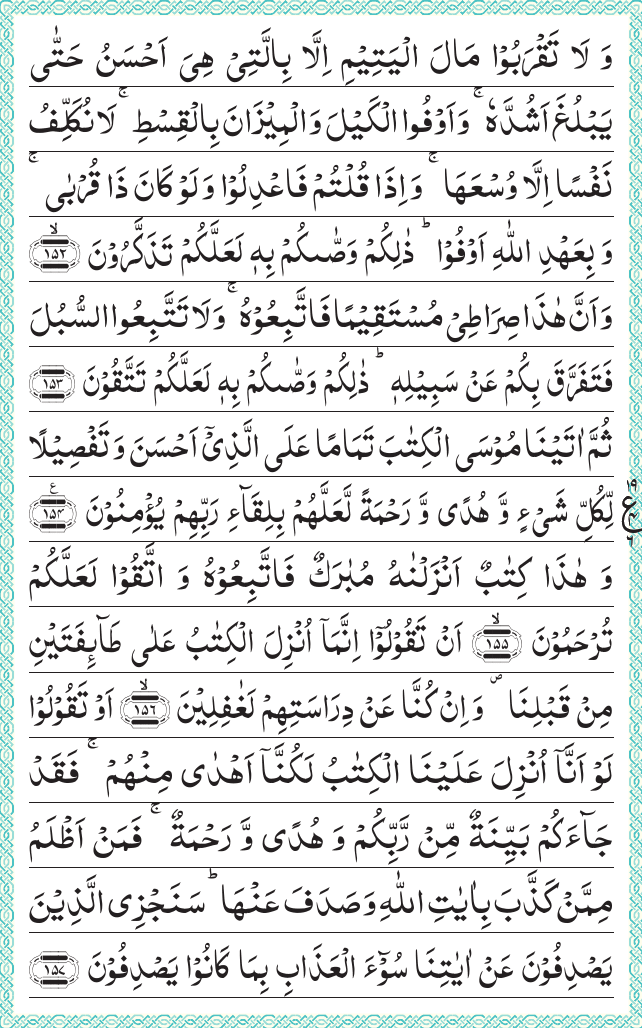 وَ لَا تَقْرَبُوْا مَالَ الْيَتِيْمِ اِلَّا بِالَّتِيْ هِيَ اَحْسَنُ حَتّٰى
يَبْلُغَ اَشُدَّهٗ ۚ وَ اَوْفُوا الْكَيْلَ وَ الْمِيْزَانَ بِالْقِسْطِ ۚ لَا نُكَلِّفُ
نَفْسًا اِلَّا وُسْعَهَا ۚ وَ اِذَا قُلْتُمْ فَاعْدِلُوْا وَ لَوْ كَانَ ذَا قُرْبٰى ۚ
وَ بِعَهْدِ اللّٰهِ اَوْفُوْا ؕ ذٰلِكُمْ وَصّٰىكُمْ بِهٖ لَعَلَّكُمْ تَذَكَّرُوْنَ ۙ﴿۱۵۲﴾
وَ اَنَّ هٰذَا صِرَاطِيْ مُسْتَقِيْمًا فَاتَّبِعُوْهُ ۚ وَ لَا تَتَّبِعُوا السُّبُلَ
فَتَفَرَّقَ بِكُمْ عَنْ سَبِيْلِهٖ ؕ ذٰلِكُمْ وَصّٰىكُمْ بِهٖ لَعَلَّكُمْ تَتَّقُوْنَ ﴿۱۵۳﴾
ثُمَّ اٰتَيْنَا مُوْسَى الْكِتٰبَ تَمَامًا عَلَى الَّذِيْۤ اَحْسَنَ وَ تَفْصِيْلًا
لِّكُلِّ شَيْءٍ وَّ هُدًى وَّ رَحْمَةً لَّعَلَّهُمْ بِلِقَآءِ رَبِّهِمْ يُؤْمِنُوْنَ ﴿۱۵۴﴾ ع
وَ هٰذَا كِتٰبٌ اَنْزَلْنٰهُ مُبٰرَكٌ فَاتَّبِعُوْهُ وَ اتَّقُوْا لَعَلَّكُمْ
تُرْحَمُوْنَ ۙ﴿۱۵۵﴾ اَنْ تَقُوْلُوْۤا اِنَّمَاۤ اُنْزِلَ الْكِتٰبُ عَلٰى طَآىِٕفَتَيْنِ
مِنْ قَبْلِنَا ۪ وَ اِنْ كُنَّا عَنْ دِرَاسَتِهِمْ لَغٰفِلِيْنَ ۙ﴿۱۵۶﴾ اَوْ تَقُوْلُوْا
لَوْ اَنَّاۤ اُنْزِلَ عَلَيْنَا الْكِتٰبُ لَكُنَّاۤ اَهْدٰى مِنْهُمْ ۚ فَقَدْ
جَآءَكُمْ بَيِّنَةٌ مِّنْ رَّبِّكُمْ وَ هُدًى وَّ رَحْمَةٌ ۚ فَمَنْ اَظْلَمُ
مِمَّنْ كَذَّبَ بِاٰيٰتِ اللّٰهِ وَ صَدَفَ عَنْهَا ؕ سَنَجْزِي الَّذِيْنَ
يَصْدِفُوْنَ عَنْ اٰيٰتِنَا سُوْٓءَ الْعَذَابِ بِمَا كَانُوْا يَصْدِفُوْنَ ﴿۱۵۷﴾